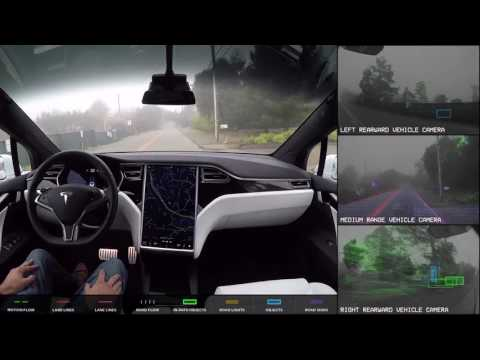 LEFT REARWARD VEHICLE CAMERA
MEDIUM RANGE VEHICLE CAMERA
RIGHT REARWARD VEHICLE CAMERA
MOTION FLOW
LANE LINES
LANE LINES
ROAD FLOW
IN-PATH OBJECTS
ROAD LIGHTS
OBJECTS
ROAD SIGNS